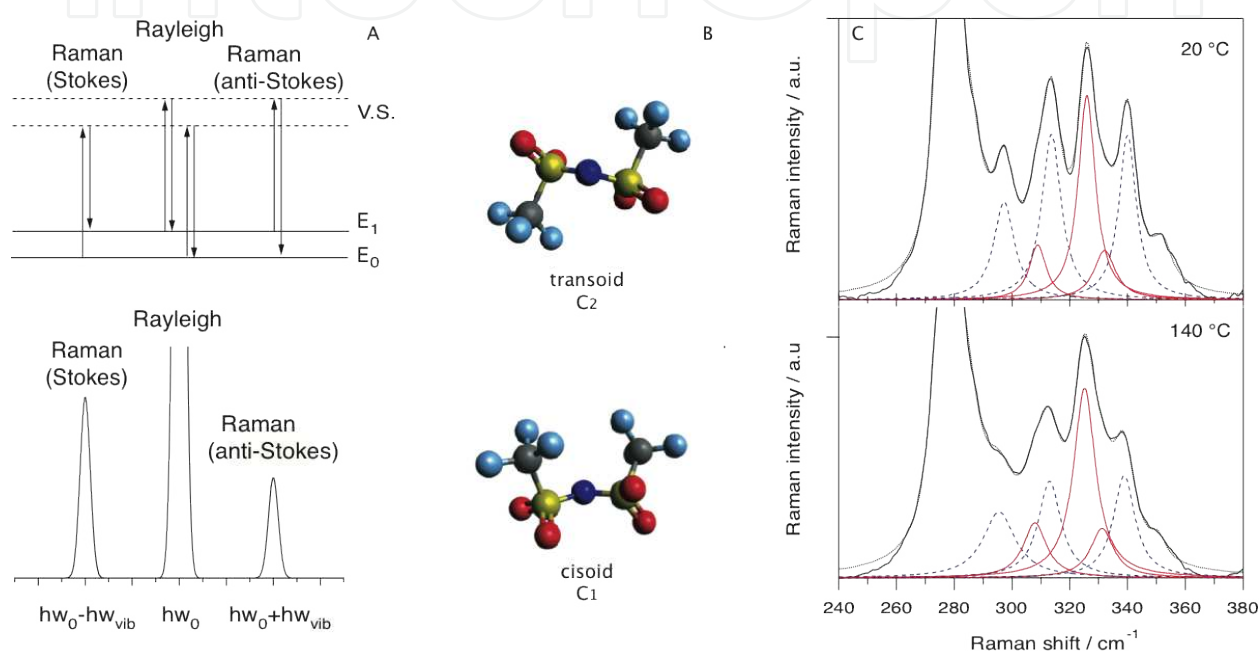 Rayleigh
Raman
(Stokes)
Raman
(anti-Stokes)
A
V.S.
E1
E0
Rayleigh
Raman
(Stokes)
Raman
(anti-Stokes)
hw0-hwvib
hw0
hw0+hwvib
B
transoid
C2
cisoid
C1
C
20 °C
Raman intensity / a.u.
140 °C
Raman intensity / a.u
240 260 280 300 320 340 360 380
Raman shift / cm-1